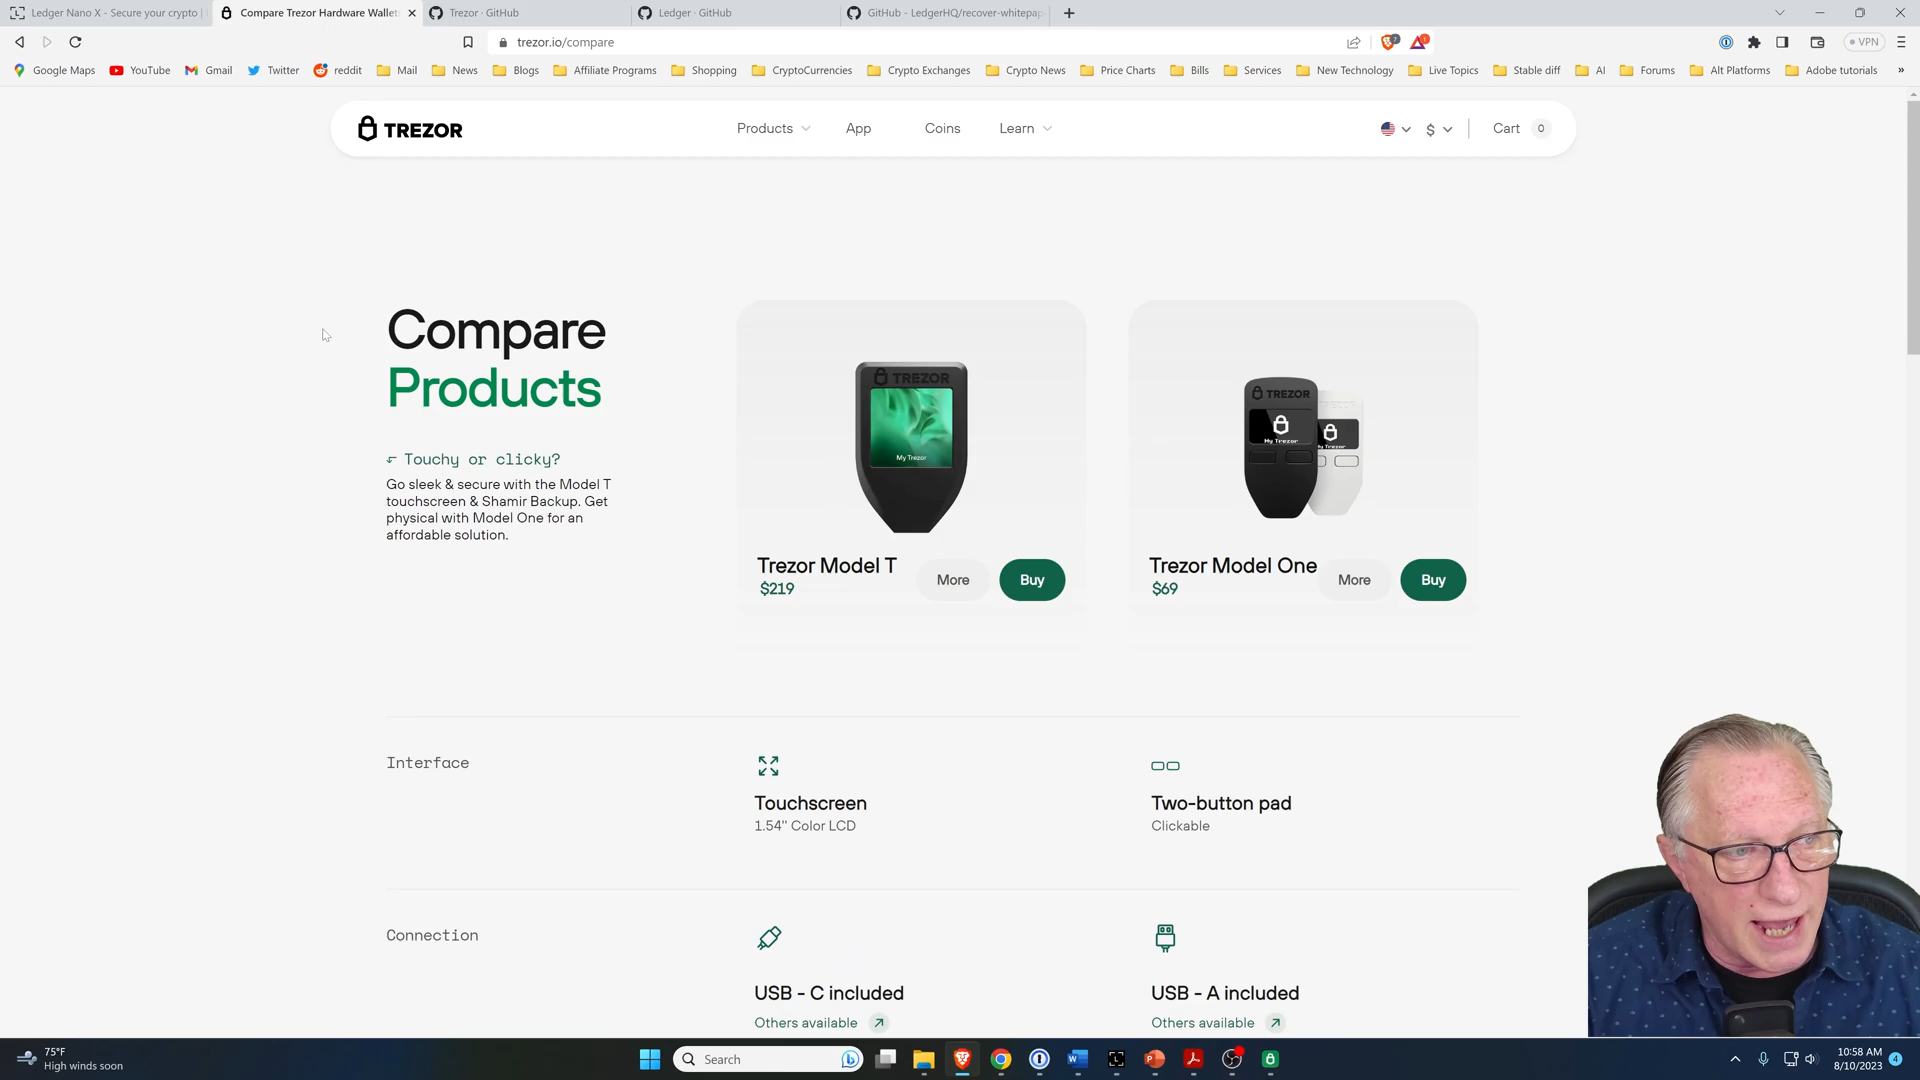 Ledger Nano X - Secure your crypto |
Compare Trezor Hardware Wallet
Trezor · GitHub
Ledger · GitHub
GitHub - LedgerHQ/recover-whitepap
trezor.io/compare
7
1
VPN
Google Maps
YouTube
Gmail
Twitter
reddit
Mail
News
Blogs
Affiliate Programs
Shopping
CryptoCurrencies
Crypto Exchanges
Crypto News
Price Charts
Bills
Services
New Technology
Live Topics
Stable diff
AI
Forums
Alt Platforms
Adobe tutorials
»
TREZOR
Products
App
Coins
Learn
$
Cart
0
Compare
Products
Touchy or clicky?
Go sleek & secure with the Model T
touchscreen & Shamir Backup. Get
physical with Model One for an
affordable solution.
TREZOR
My Trezor
Trezor Model T
$219
More
Buy
TREZOR
My Trezor
Trezor Model One
$69
More
Buy
Interface
Touchscreen
1.54" Color LCD
Two-button pad
Clickable
Connection
USB - C included
Others available
USB - A included
Others available
75°F
High winds soon
Search
10:58 AM
8/10/2023
4